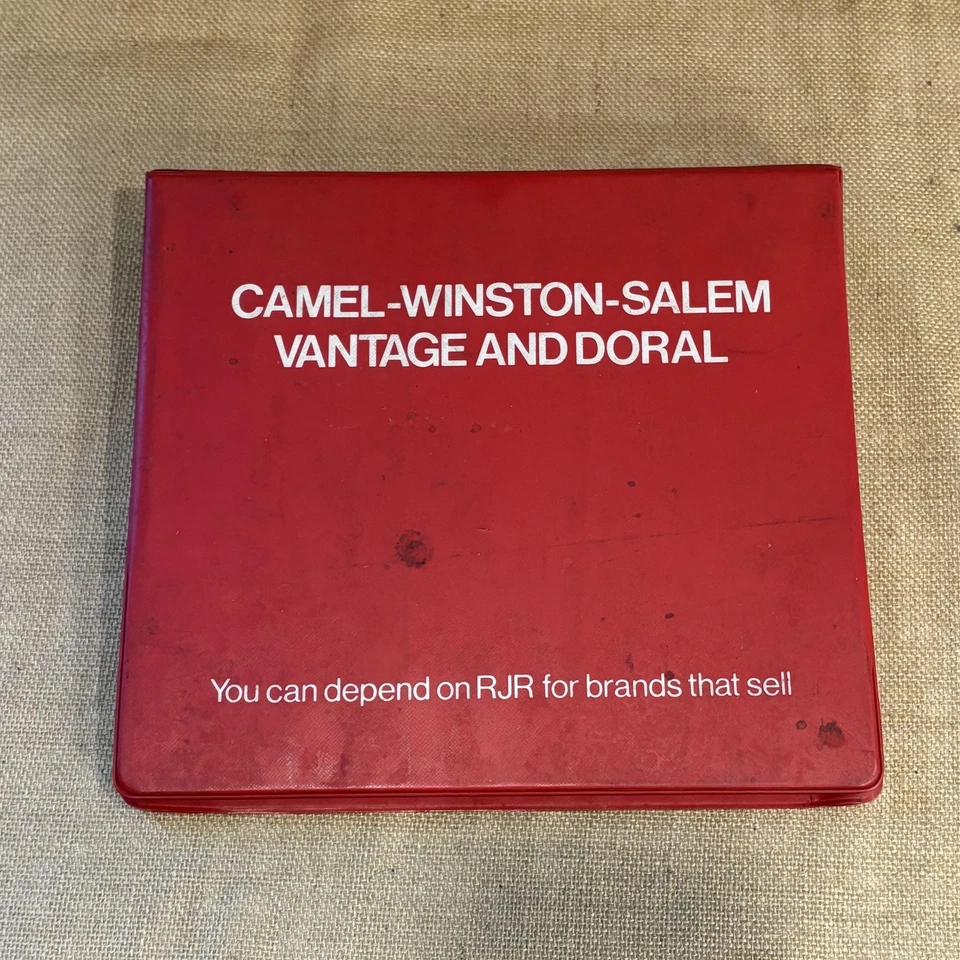 CAMEL-WINSTON-SALEM
VANTAGE AND DORAL
You can depend on RJR for brands that sell